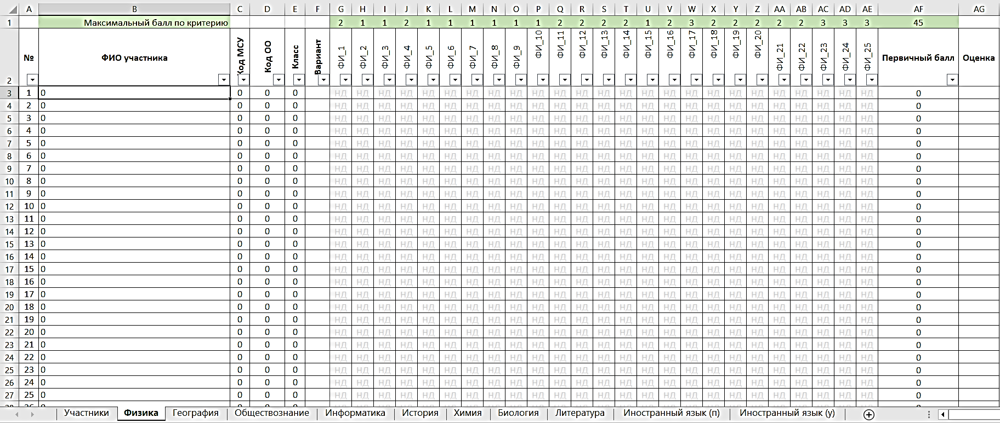 A B C D E F G H I J K L M N O P Q R S T U V W X Y Z AA AB AC AD AE AF AG
1 Максимальный балл по критерию 2 1 1 2 1 1 1 1 1 1 2 2 2 2 1 2 3 2 2 2 2 2 3 3 3 45
2 № ФИО участника Код МСУ Код ОО Класс Вариант ФИ_1 ФИ_2 ФИ_3 ФИ_4 ФИ_5 ФИ_6 ФИ_7 ФИ_8 ФИ_9 ФИ_10 ФИ_11 ФИ_12 ФИ_13 ФИ_14 ФИ_15 ФИ_16 ФИ_17 ФИ_18 ФИ_19 ФИ_20 ФИ_21 ФИ_22 ФИ_23 ФИ_24 ФИ_25 Первичный балл Оценка
3 1 0 0 0 0 НД НД НД НД НД НД НД НД НД НД НД НД НД НД НД НД НД НД НД НД НД НД НД НД НД 0
4 2 0 0 0 0 НД НД НД НД НД НД НД НД НД НД НД НД НД НД НД НД НД НД НД НД НД НД НД НД НД 0
5 3 0 0 0 0 НД НД НД НД НД НД НД НД НД НД НД НД НД НД НД НД НД НД НД НД НД НД НД НД НД 0
6 4 0 0 0 0 НД НД НД НД НД НД НД НД НД НД НД НД НД НД НД НД НД НД НД НД НД НД НД НД НД 0
7 5 0 0 0 0 НД НД НД НД НД НД НД НД НД НД НД НД НД НД НД НД НД НД НД НД НД НД НД НД НД 0
8 6 0 0 0 0 НД НД НД НД НД НД НД НД НД НД НД НД НД НД НД НД НД НД НД НД НД НД НД НД НД 0
9 7 0 0 0 0 НД НД НД НД НД НД НД НД НД НД НД НД НД НД НД НД НД НД НД НД НД НД НД НД НД 0
10 8 0 0 0 0 НД НД НД НД НД НД НД НД НД НД НД НД НД НД НД НД НД НД НД НД НД НД НД НД НД 0
11 9 0 0 0 0 НД НД НД НД НД НД НД НД НД НД НД НД НД НД НД НД НД НД НД НД НД НД НД НД НД 0
12 10 0 0 0 0 НД НД НД НД НД НД НД НД НД НД НД НД НД НД НД НД НД НД НД НД НД НД НД НД НД 0
13 11 0 0 0 0 НД НД НД НД НД НД НД НД НД НД НД НД НД НД НД НД НД НД НД НД НД НД НД НД НД 0
14 12 0 0 0 0 НД НД НД НД НД НД НД НД НД НД НД НД НД НД НД НД НД НД НД НД НД НД НД НД НД 0
15 13 0 0 0 0 НД НД НД НД НД НД НД НД НД НД НД НД НД НД НД НД НД НД НД НД НД НД НД НД НД 0
16 14 0 0 0 0 НД НД НД НД НД НД НД НД НД НД НД НД НД НД НД НД НД НД НД НД НД НД НД НД НД 0
17 15 0 0 0 0 НД НД НД НД НД НД НД НД НД НД НД НД НД НД НД НД НД НД НД НД НД НД НД НД НД 0
18 16 0 0 0 0 НД НД НД НД НД НД НД НД НД НД НД НД НД НД НД НД НД НД НД НД НД НД НД НД НД 0
19 17 0 0 0 0 НД НД НД НД НД НД НД НД НД НД НД НД НД НД НД НД НД НД НД НД НД НД НД НД НД 0
20 18 0 0 0 0 НД НД НД НД НД НД НД НД НД НД НД НД НД НД НД НД НД НД НД НД НД НД НД НД НД 0
21 19 0 0 0 0 НД НД НД НД НД НД НД НД НД НД НД НД НД НД НД НД НД НД НД НД НД НД НД НД НД 0
22 20 0 0 0 0 НД НД НД НД НД НД НД НД НД НД НД НД НД НД НД НД НД НД НД НД НД НД НД НД НД 0
23 21 0 0 0 0 НД НД НД НД НД НД НД НД НД НД НД НД НД НД НД НД НД НД НД НД НД НД НД НД НД 0
24 22 0 0 0 0 НД НД НД НД НД НД НД НД НД НД НД НД НД НД НД НД НД НД НД НД НД НД НД НД НД 0
25 23 0 0 0 0 НД НД НД НД НД НД НД НД НД НД НД НД НД НД НД НД НД НД НД НД НД НД НД НД НД 0
26 24 0 0 0 0 НД НД НД НД НД НД НД НД НД НД НД НД НД НД НД НД НД НД НД НД НД НД НД НД НД 0
27 25 0 0 0 0 НД НД НД НД НД НД НД НД НД НД НД НД НД НД НД НД НД НД НД НД НД НД НД НД НД 0
Участники Физика География Обществознание Информатика История Химия Биология Литература Иностранный язык (п) Иностранный язык (у)